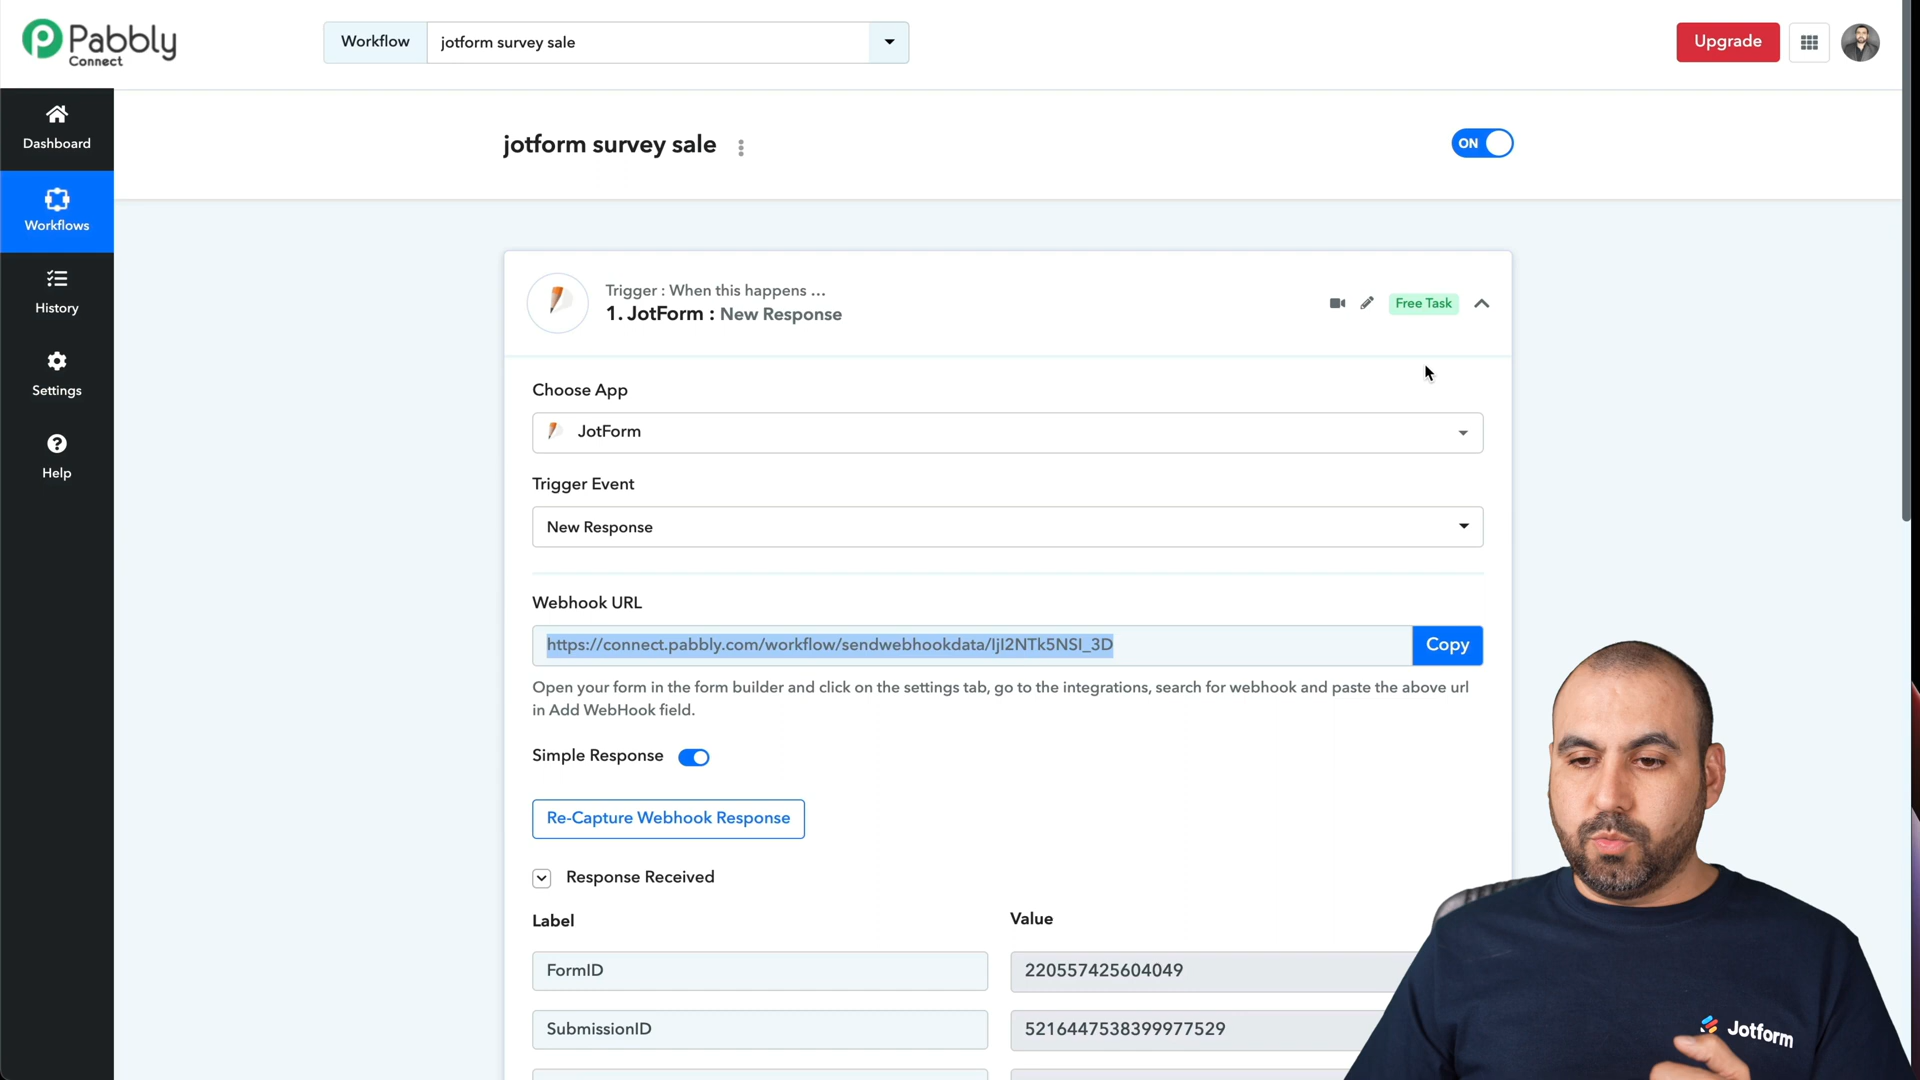 Pabbly
Connect
Workflow
jotform survey sale
Upgrade
Dashboard
Workflows
History
Settings
Help
jotform survey sale
ON
Trigger : When this happens ...
1. JotForm : New Response
Free Task
Choose App
JotForm
Trigger Event
New Response
Webhook URL
https://connect.pabbly.com/workflow/sendwebhookdata/IjI2NTk5NSI_3D
Copy
Open your form in the form builder and click on the settings tab, go to the integrations, search for webhook and paste the above url
in Add WebHook field.
Simple Response
Re-Capture Webhook Response
Response Received
Label
Value
FormID
220557425604049
SubmissionID
5216447538399977529
Jotform